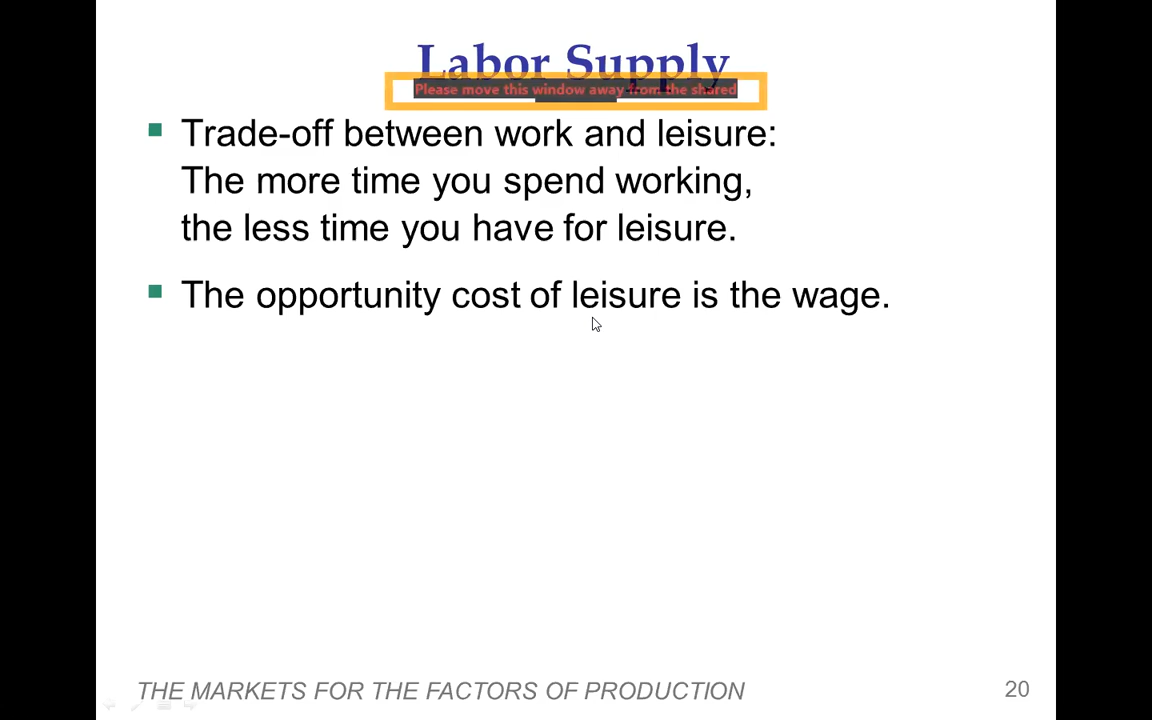 Labor Supply
Please move this window away from the shared
Trade-off between work and leisure:
The more time you spend working,
the less time you have for leisure.
The opportunity cost of leisure is the wage.
THE MARKETS FOR THE FACTORS OF PRODUCTION
20